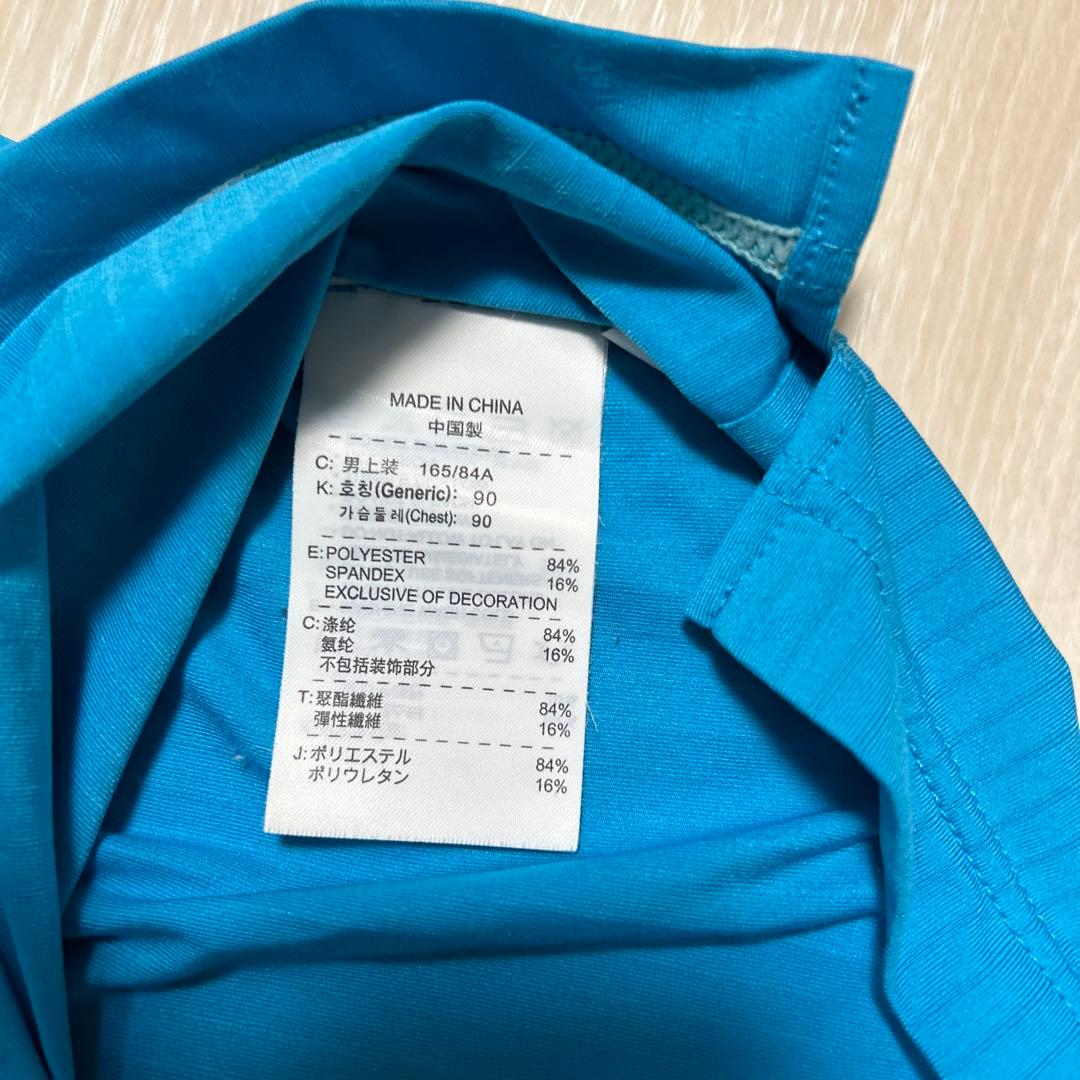 MADE IN CHINA
中国製
C: 男上装 165/84A
K: 호칭(Generic): 90
가슴둘레(Chest): 90
E: POLYESTER 84%
SPANDEX 16%
EXCLUSIVE OF DECORATION
C: 涤纶 84%
氨纶 16%
不包括装饰部分
T: 聚酯纖維 84%
彈性纖維 16%
J: ポリエステル 84%
ポリウレタン 16%